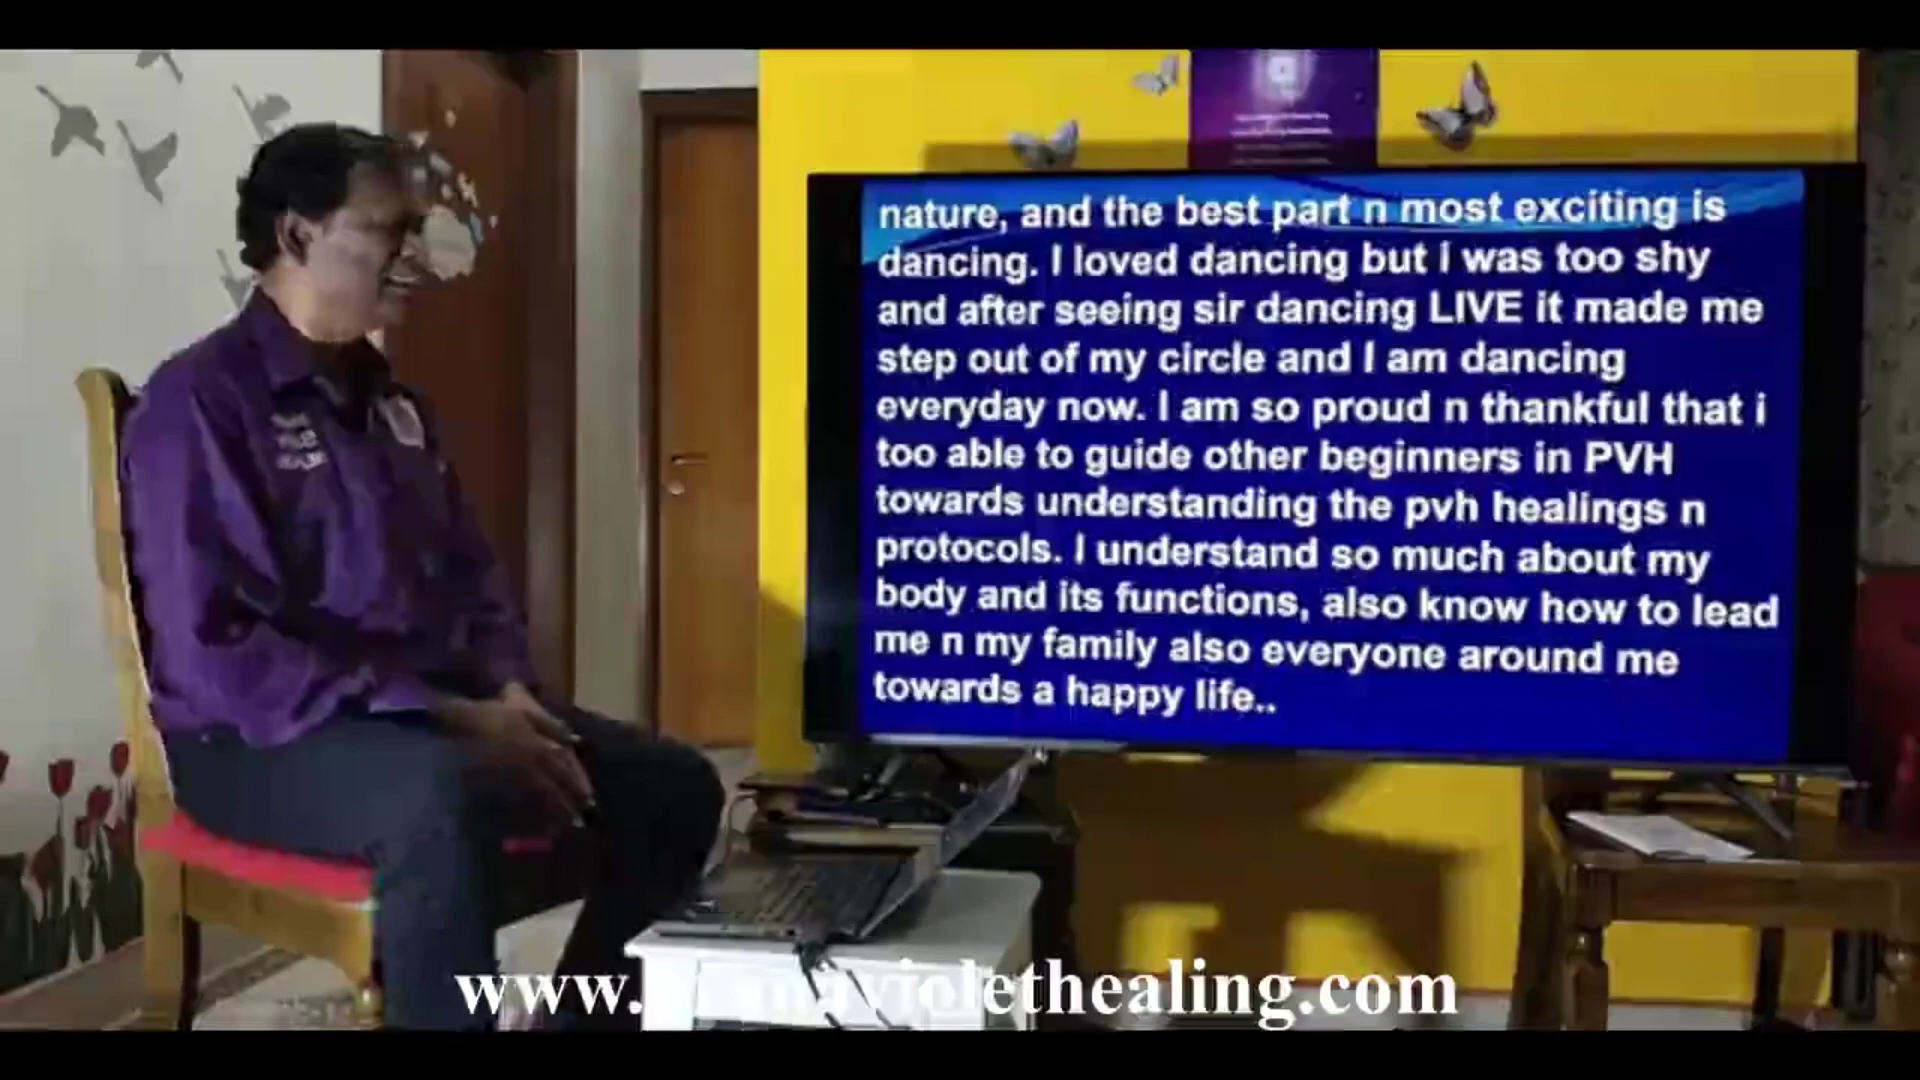 nature, and the best part n most exciting is
dancing. I loved dancing but i was too shy
and after seeing sir dancing LIVE it made me
step out of my circle and I am dancing
everyday now. I am so proud n thankful that i
too able to guide other beginners in PVH
towards understanding the pvh healings n
protocols. I understand so much about my
body and its functions, also know how to lead
me n my family also everyone around me
towards a happy life..